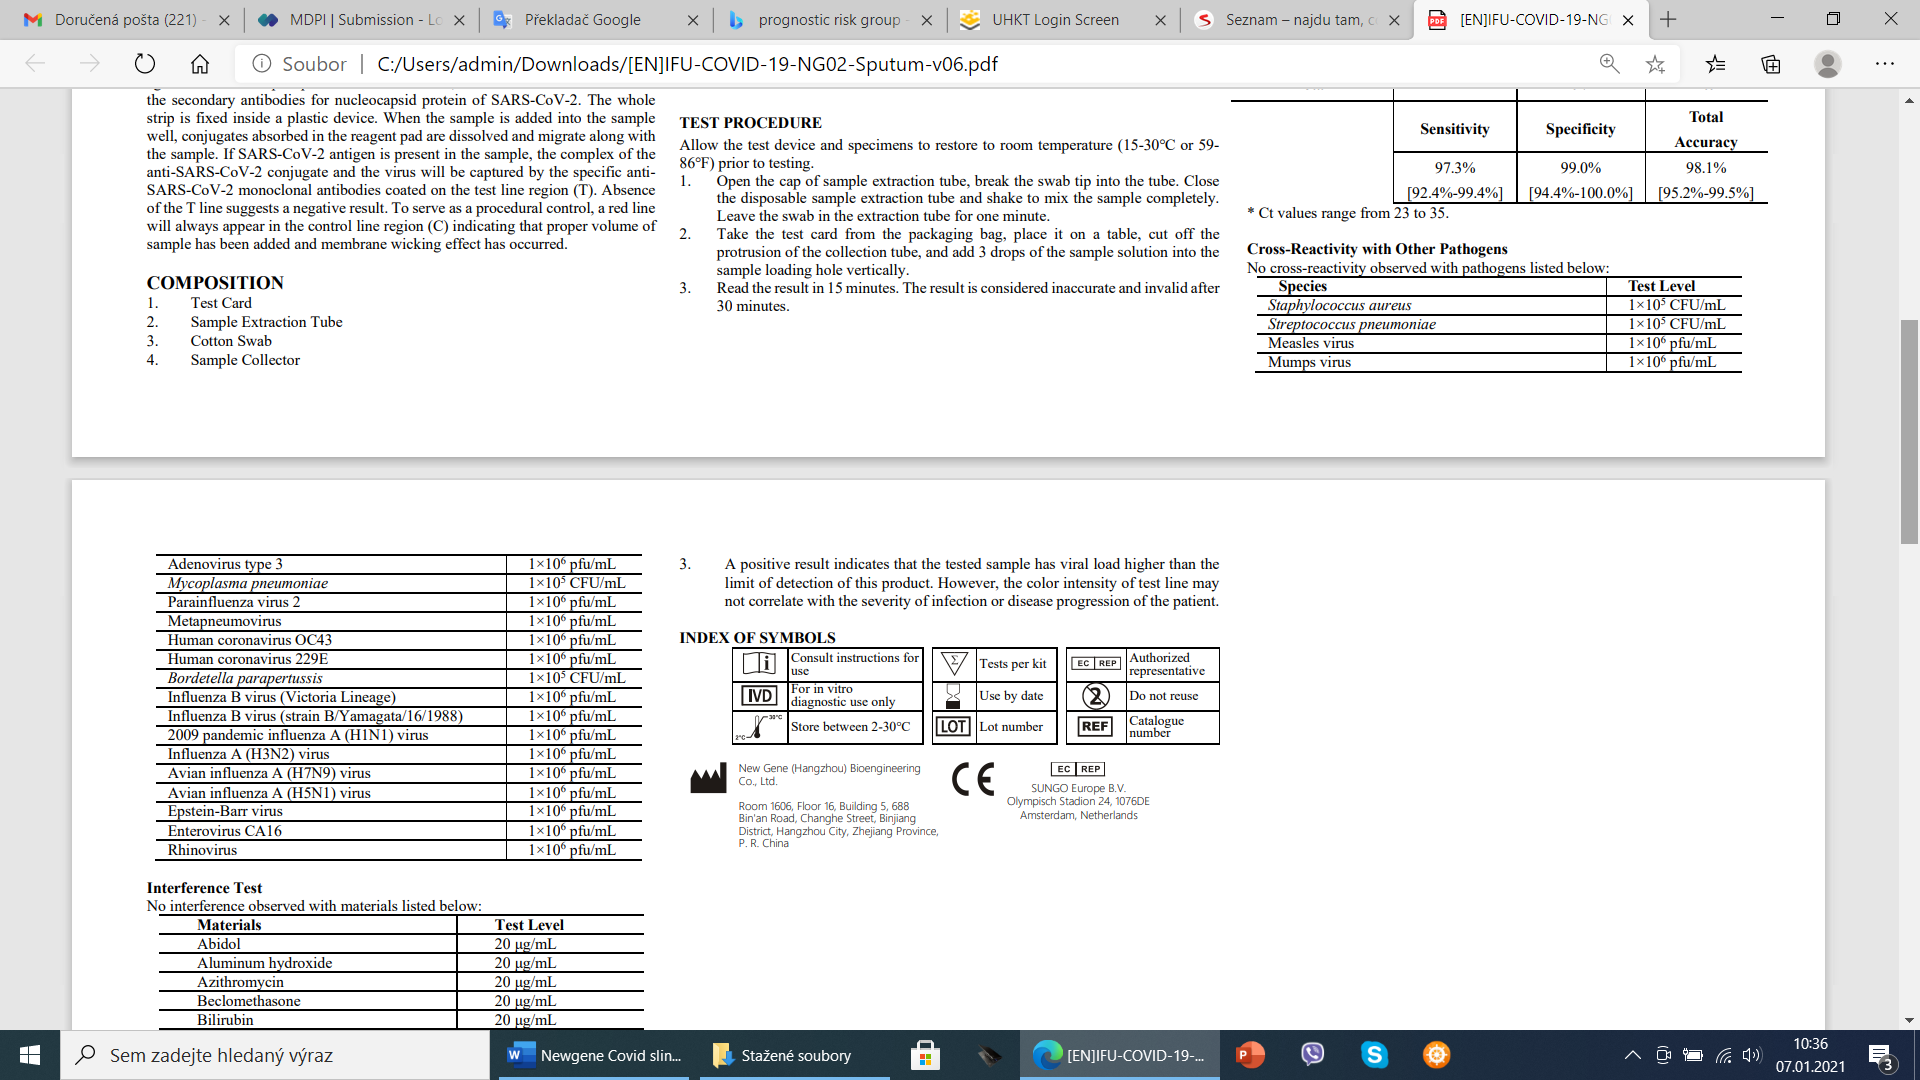 Doručená pošta (221) -
MDPI | Submission - Lo
Překladač Google
prognostic risk group -
UHKT Login Screen
Seznam – najdu tam, c
[EN]IFU-COVID-19-NG
Soubor | C:/Users/admin/Downloads/[EN]IFU-COVID-19-NG02-Sputum-v06.pdf
the secondary antibodies for nucleocapsid protein of SARS-CoV-2. The whole
strip is fixed inside a plastic device. When the sample is added into the sample
well, conjugates absorbed in the reagent pad are dissolved and migrate along with
the sample. If SARS-CoV-2 antigen is present in the sample, the complex of the
anti-SARS-CoV-2 conjugate and the virus will be captured by the specific anti-
SARS-CoV-2 monoclonal antibodies coated on the test line region (T). Absence
of the T line suggests a negative result. To serve as a procedural control, a red line
will always appear in the control line region (C) indicating that proper volume of
sample has been added and membrane wicking effect has occurred.
COMPOSITION
1. Test Card
2. Sample Extraction Tube
3. Cotton Swab
4. Sample Collector
TEST PROCEDURE
Allow the test device and specimens to restore to room temperature (15-30℃ or 59-
86℉) prior to testing.
1. Open the cap of sample extraction tube, break the swab tip into the tube. Close
the disposable sample extraction tube and shake to mix the sample completely.
Leave the swab in the extraction tube for one minute.
2. Take the test card from the packaging bag, place it on a table, cut off the
protrusion of the collection tube, and add 3 drops of the sample solution into the
sample loading hole vertically.
3. Read the result in 15 minutes. The result is considered inaccurate and invalid after
30 minutes.
Sensitivity Specificity Total
Accuracy
97.3% 99.0% 98.1%
[92.4%-99.4%] [94.4%-100.0%] [95.2%-99.5%]
* Ct values range from 23 to 35.
Cross-Reactivity with Other Pathogens
No cross-reactivity observed with pathogens listed below:
Species Test Level
Staphylococcus aureus 1×10⁵ CFU/mL
Streptococcus pneumoniae 1×10⁵ CFU/mL
Measles virus 1×10⁶ pfu/mL
Mumps virus 1×10⁶ pfu/mL
Adenovirus type 3 1×10⁶ pfu/mL
Mycoplasma pneumoniae 1×10⁵ CFU/mL
Parainfluenza virus 2 1×10⁶ pfu/mL
Metapneumovirus 1×10⁶ pfu/mL
Human coronavirus OC43 1×10⁶ pfu/mL
Human coronavirus 229E 1×10⁶ pfu/mL
Bordetella parapertussis 1×10⁵ CFU/mL
Influenza B virus (Victoria Lineage) 1×10⁶ pfu/mL
Influenza B virus (strain B/Yamagata/16/1988) 1×10⁶ pfu/mL
2009 pandemic influenza A (H1N1) virus 1×10⁶ pfu/mL
Influenza A (H3N2) virus 1×10⁶ pfu/mL
Avian influenza A (H7N9) virus 1×10⁶ pfu/mL
Avian influenza A (H5N1) virus 1×10⁶ pfu/mL
Epstein-Barr virus 1×10⁶ pfu/mL
Enterovirus CA16 1×10⁶ pfu/mL
Rhinovirus 1×10⁶ pfu/mL
Interference Test
No interference observed with materials listed below:
Materials Test Level
Abidol 20 μg/mL
Aluminum hydroxide 20 μg/mL
Azithromycin 20 μg/mL
Beclomethasone 20 μg/mL
Bilirubin 20 μg/mL
3. A positive result indicates that the tested sample has viral load higher than the
limit of detection of this product. However, the color intensity of test line may
not correlate with the severity of infection or disease progression of the patient.
INDEX OF SYMBOLS
i Consult instructions for
use
Σ Tests per kit
EC REP Authorized
representative
IVD For in vitro
diagnostic use only
Use by date
2 Do not reuse
2℃ 30℃ Store between 2-30℃
LOT Lot number
REF Catalogue
number
New Gene (Hangzhou) Bioengineering
Co., Ltd.
Room 1606, Floor 16, Building 5, 688
Bin'an Road, Changhe Street, Binjiang
District, Hangzhou City, Zhejiang Province,
P. R. China
CE
EC REP
SUNGO Europe B.V.
Olympisch Stadion 24, 1076DE
Amsterdam, Netherlands
Sem zadejte hledaný výraz
Newgene Covid slin...
Stažené soubory
[EN]IFU-COVID-19-...
10:36
07.01.2021
3